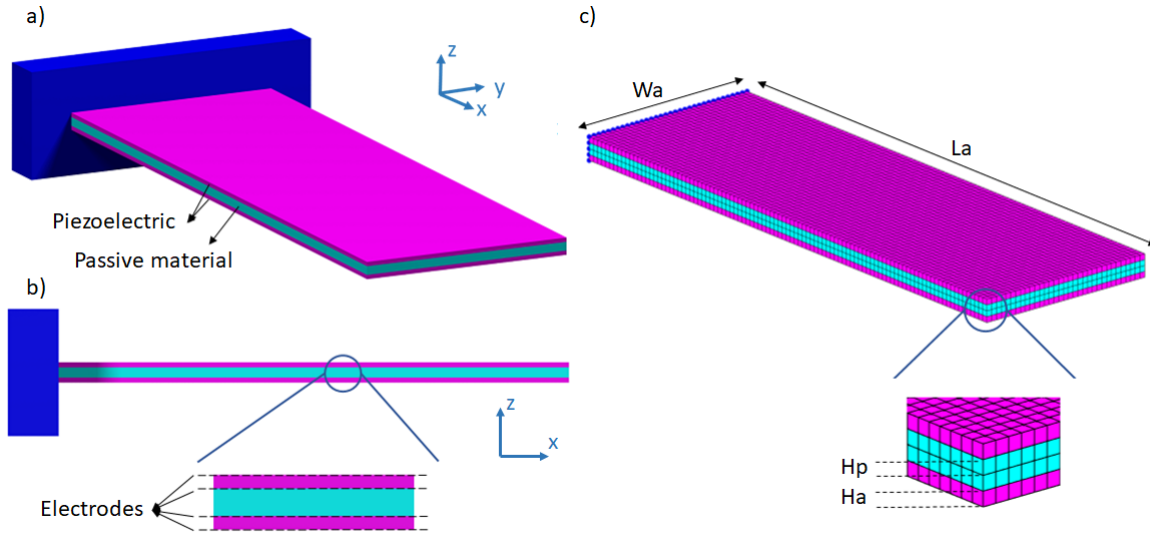 a)
z
y
x
Piezoelectric
Passive material
b)
z
x
Electrodes
c)
Wa
La
Hp
Ha